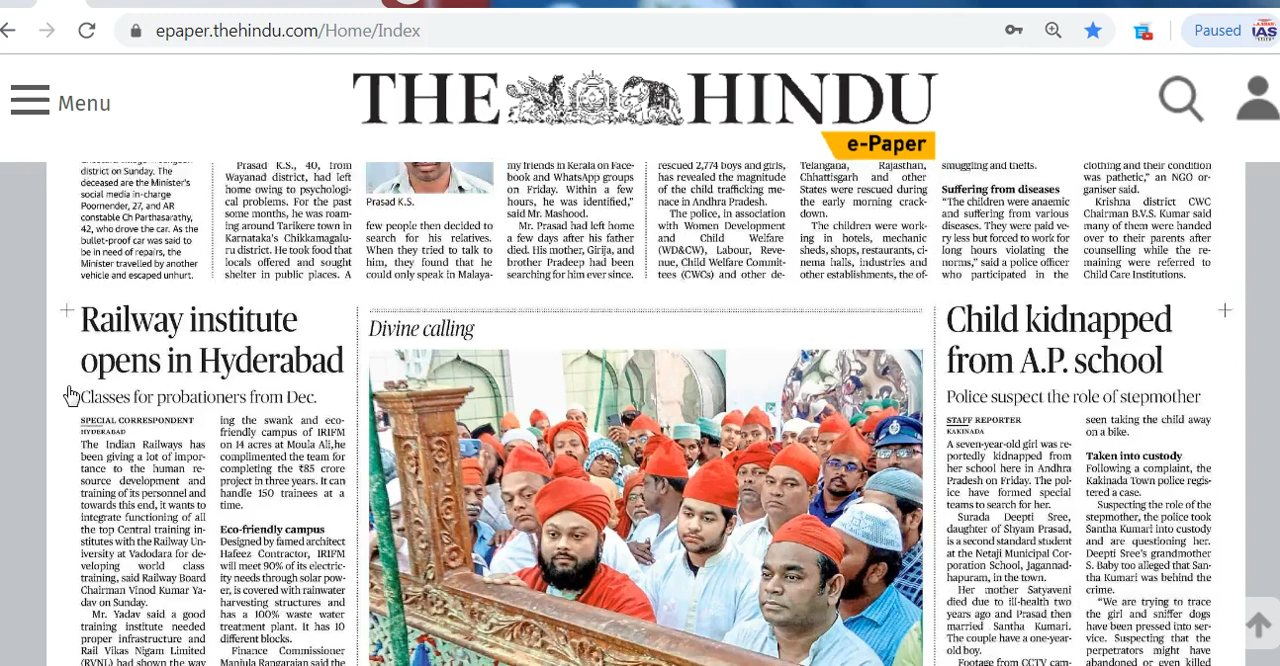 epaper.thehindu.com/Home/Index
Paused
IAS
Menu
THE HINDU
e-Paper
district on Sunday. The
deceased are the Minister's
social media in-charge
Poornender, 27, and AR
constable Ch Parthasarathy,
42, who drove the car. As the
bullet-proof car was said to
be in need of repairs, the
Minister travelled by another
vehicle and escaped unhurt.
Prasad K.S., 40, from
Wayanad district, had left
home owing to psychologi-
cal problems. For the past
some months, he was roam-
ing around Tarikere town in
Karnataka's Chikkamagalu-
ru district. He took food that
locals offered and sought
shelter in public places. A
Prasad K.S.
few people then decided to
search for his relatives.
When they tried to talk to
him, they found that he
could only speak in Malaya-
my friends in Kerala on Face-
book and WhatsApp groups
on Friday. Within a few
hours, he was identified,"
said Mr. Mashood.
Mr. Prasad had left home
a few days after his father
died. His mother, Girija, and
brother Pradeep had been
searching for him ever since.
rescued 2,774 boys and girls,
has revealed the magnitude
of the child trafficking me-
nace in Andhra Pradesh.
The police, in association
with Women Development
and Child Welfare
(WD&CW), Labour, Reve-
nue, Child Welfare Commit-
tees (CWCs) and other de-
Telangana, Rajasthan,
Chhattisgarh and other
States were rescued during
the early morning crack-
down.
The children were working
in hotels, mechanic
sheds, shops, restaurants, ci-
nema halls, industries and
other establishments, the of-
smuggling and thefts.
Suffering from diseases
"The children were anaemic
and suffering from various
diseases. They were paid ve-
ry less but forced to work for
long hours violating the
norms," said a police officer
who participated in the
clothing and their condition
was pathetic," an NGO or-
ganiser said.
Krishna district CWC
Chairman B.V.S. Kumar said
many of them were handed
over to their parents after
counselling while the re-
maining were referred to
Child Care Institutions.
Railway institute
opens in Hyderabad
Classes for probationers from Dec.
SPECIAL CORRESPONDENT
HYDERABAD
The Indian Railways has
been giving a lot of impor-
tance to the human re-
source development and
training of its personnel and
towards this end, it wants to
integrate functioning of all
the top Central training in-
stitutes with the Railway Un-
iversity at Vadodara for de-
veloping world class
training, said Railway Board
Chairman Vinod Kumar Ya-
dav on Sunday.
Mr. Yadav said a good
training institute needed
proper infrastructure and
Rail Vikas Nigam Limited
(RVNL) had shown the way
ing the swank and eco-
friendly campus of IRIFM
on 14 acres at Moula Ali,he
complimented the team for
completing the ₹85 crore
project in three years. It can
handle 150 trainees at a
time.
Eco-friendly campus
Designed by famed architect
Hafeez Contractor, IRIFM
will meet 90% of its electric-
ity needs through solar pow-
er, is covered with rainwater
harvesting structures and
has a 100% waste water
treatment plant. It has 10
different blocks.
Finance Commissioner
Manjula Rangarajan said the
Divine calling
Child kidnapped
from A.P. school
Police suspect the role of stepmother
STAFF REPORTER
KAKINADA
A seven-year-old girl was re-
portedly kidnapped from
her school here in Andhra
Pradesh on Friday. The pol-
ice have formed special
teams to search for her.
Surada Deepti Sree,
daughter of Shyam Prasad,
is a second standard student
at the Netaji Municipal Cor-
poration School, Jagannad-
hapuram, in the town.
Her mother Satyaveni
died due to ill-health two
years ago and Prasad then
married Santha Kumari.
The couple have a one-year-
old boy.
Footage from CCTV cam-
seen taking the child away
on a bike.
Taken into custody
Following a complaint, the
Kakinada Town police regis-
tered a case.
Suspecting the role of the
stepmother, the police took
Santha Kumari into custody
and are questioning her.
Deepti Sree's grandmother
S. Baby too alleged that San-
tha Kumari was behind the
crime.
"We are trying to trace
the girl and sniffer dogs
have been pressed into ser-
vice. Suspecting that the
perpetrators might have
abandoned or even killed